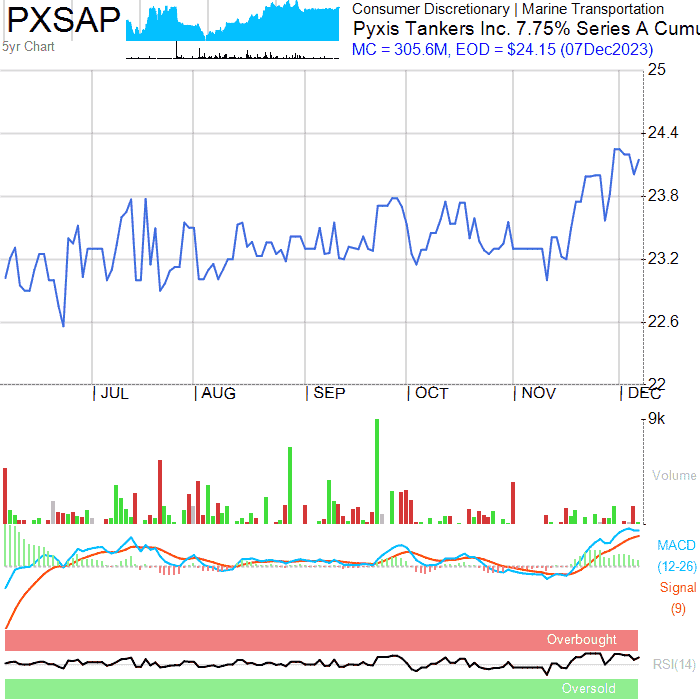 PXSAP
5yr Chart
Consumer Discretionary | Marine Transportation
Pyxis Tankers Inc. 7.75% Series A Cumu
MC = 305.6M, EOD = $24.15 (07Dec2023)
25
24.4
23.8
23.2
22.6
22
| JUL | AUG | SEP | OCT | NOV | DEC
9k
Volume
MACD
(12-26)
Signal
(9)
Overbought
RSI(14)
Oversold